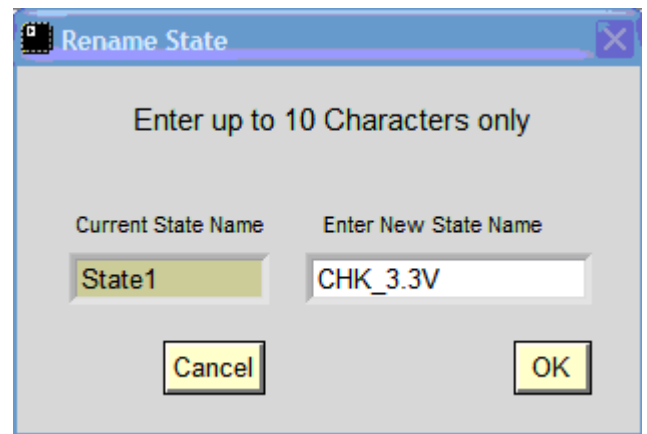 Rename State
Enter up to 10 Characters only
Current State Name Enter New State Name
State1 CHK_3.3V
Cancel OK